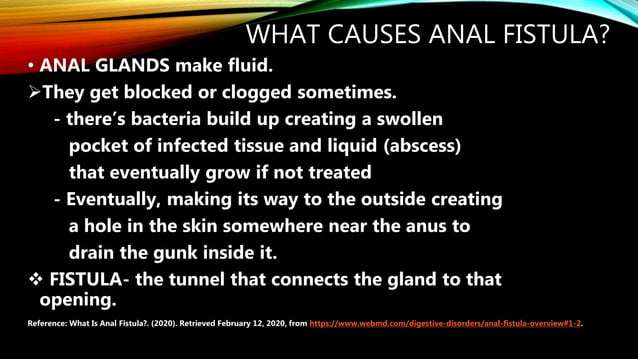 WHAT CAUSES ANAL FISTULA?
• ANAL GLANDS make fluid.
➢They get blocked or clogged sometimes.
- there's bacteria build up creating a swollen
pocket of infected tissue and liquid (abscess)
that eventually grow if not treated
- Eventually, making its way to the outside creating
a hole in the skin somewhere near the anus to
drain the gunk inside it.
❖ FISTULA- the tunnel that connects the gland to that
opening.
Reference: What Is Anal Fistula?. (2020). Retrieved February 12, 2020, from https://www.webmd.com/digestive-disorders/anal-fistula-overview#1-2.